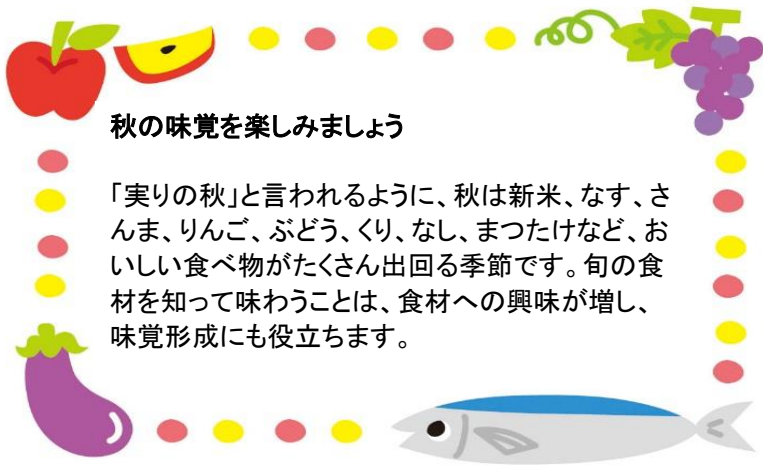 秋の味覚を楽しみましょう
「実りの秋」と言われるように、秋は新米、なす、さ
んま、りんご、ぶどう、くり、なし、まつたけなど、お
いしい食べ物がたくさん出回る季節です。旬の食
材を知って味わうことは、食材への興味が増し、
味覚形成にも役立ちます。